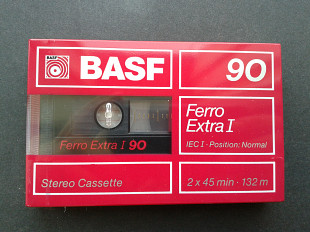 BASF
90
Ferro
Extra I
IEC I - Position: Normal
Ferro Extra I 90
Stereo Cassette
2 x 45 min · 132 m